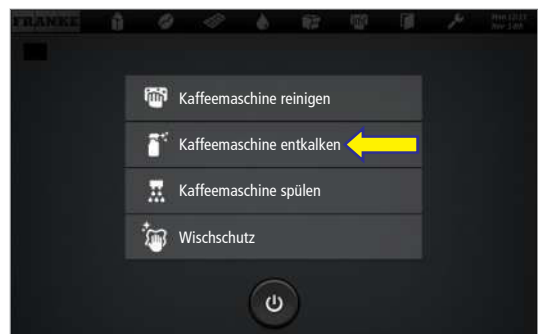 FRANKE
Kaffeemaschine reinigen
Kaffeemaschine entkalken
Kaffeemaschine spülen
Wischschutz